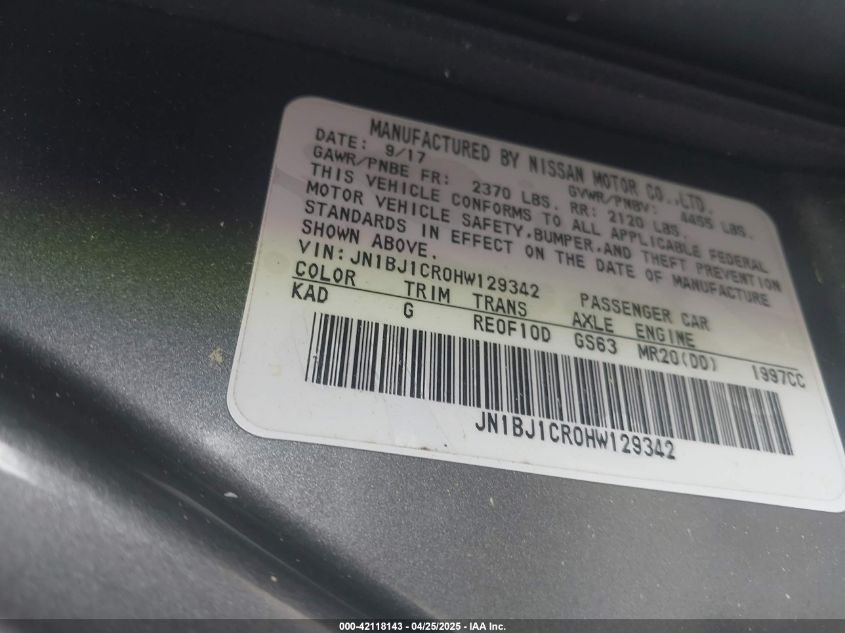 MANUFACTURED BY NISSAN MOTOR CO.,LTD.
DATE: 9/17 GVWR/PNBV: 4455 LBS.
GAWR/PNBE FR: 2370 LBS. RR: 2120 LBS.
THIS VEHICLE CONFORMS TO ALL APPLICABLE FEDERAL
MOTOR VEHICLE SAFETY,BUMPER,AND THEFT PREVENTION
STANDARDS IN EFFECT ON THE DATE OF MANUFACTURE
SHOWN ABOVE.
VIN:JN1BJ1CR0HW129342 PASSENGER CAR
COLOR TRIM TRANS AXLE ENGINE
KAD G RE0F10D GS63 MR20(DD) 1997CC
JN1BJ1CR0HW129342
000-42118143 - 04/25/2025 - IAA Inc.